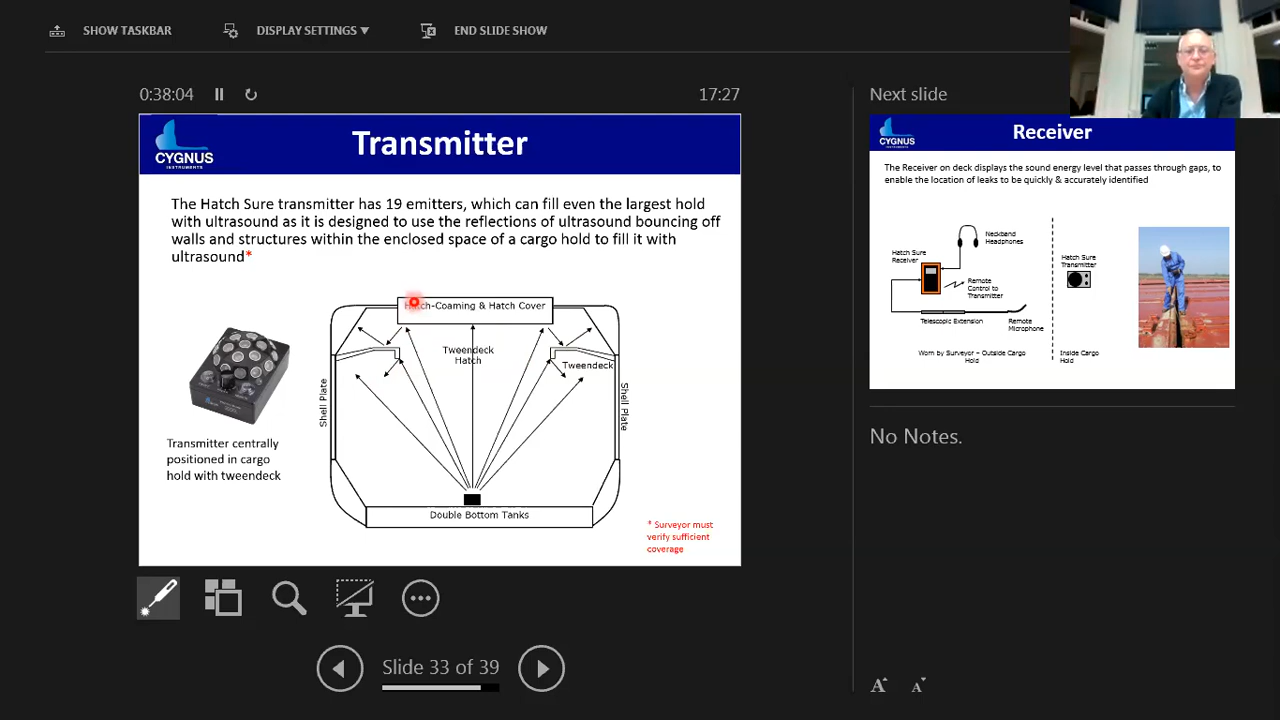 SHOW TASKBAR
DISPLAY SETTINGS
END SLIDE SHOW
0:38:04
17:27
CYGNUS
INSTRUMENTS
Transmitter
The Hatch Sure transmitter has 19 emitters, which can fill even the largest hold
with ultrasound as it is designed to use the reflections of ultrasound bouncing off
walls and structures within the enclosed space of a cargo hold to fill it with
ultrasound*
Hatch-Coaming & Hatch Cover
Tweendeck
Hatch
Tweendeck
Shell Plate
Shell Plate
Transmitter centrally
positioned in cargo
hold with tweendeck
Double Bottom Tanks
* Surveyor must
verify sufficient
coverage
Slide 33 of 39
Next slide
CYGNUS
INSTRUMENTS
Receiver
The Receiver on deck displays the sound energy level that passes through gaps, to
enable the location of leaks to be quickly & accurately identified
Neckband
Headphones
Hatch Sure
Receiver
Hatch Sure
Transmitter
Remote
Control to
Transmitter
Telescopic Extension
Remote
Microphone
Worn by Surveyor – Outside Cargo
Hold
Inside Cargo
Hold
No Notes.
A
A